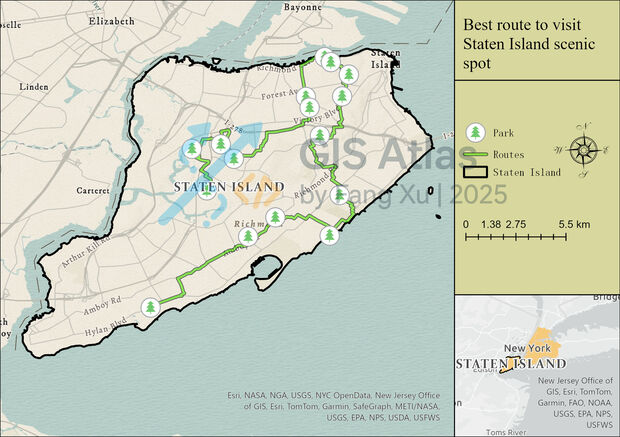 Elizabeth
Bayonne
Linden
Staten
Island
Richmond
Forest Av
Victory Blv
I-278
I-2
Carteret
STATEN ISLAND
Richmond
Richm
Arthur Kill Rd
Amboy Rd
Hylan Blvd
GIS Atlas
by Fang Xu | 2025
Esri, NASA, NGA, USGS, NYC OpenData, New Jersey Office
of GIS, Esri, TomTom, Garmin, SafeGraph, METI/NASA,
USGS, EPA, NPS, USDA, USFWS
Best route to visit
Staten Island scenic
spot
Park
Routes
Staten Island
N
W
E
S
0 1.38 2.75 5.5 km
Bridge
New York
Edison
STATEN ISLAND
Toms River
New Jersey Office of
GIS, Esri, TomTom,
Garmin, FAO, NOAA,
USGS, EPA, NPS,
USFWS